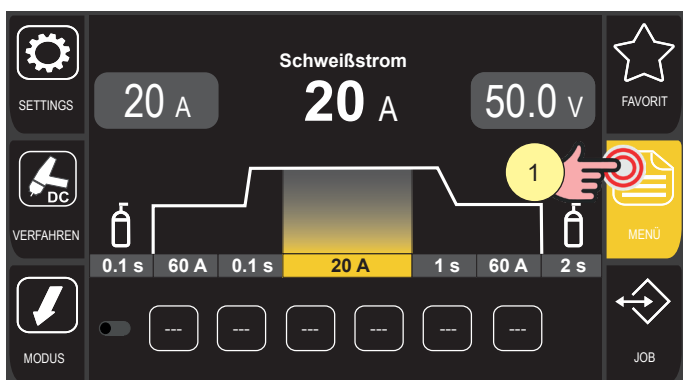 SETTINGS
Schweißstrom
20 A
20 A
50.0 V
FAVORIT
1
DC
VERFAHREN
MENÜ
0.1 s 60 A 0.1 s 20 A 1 s 60 A 2 s
--- --- --- --- --- ---
MODUS
JOB